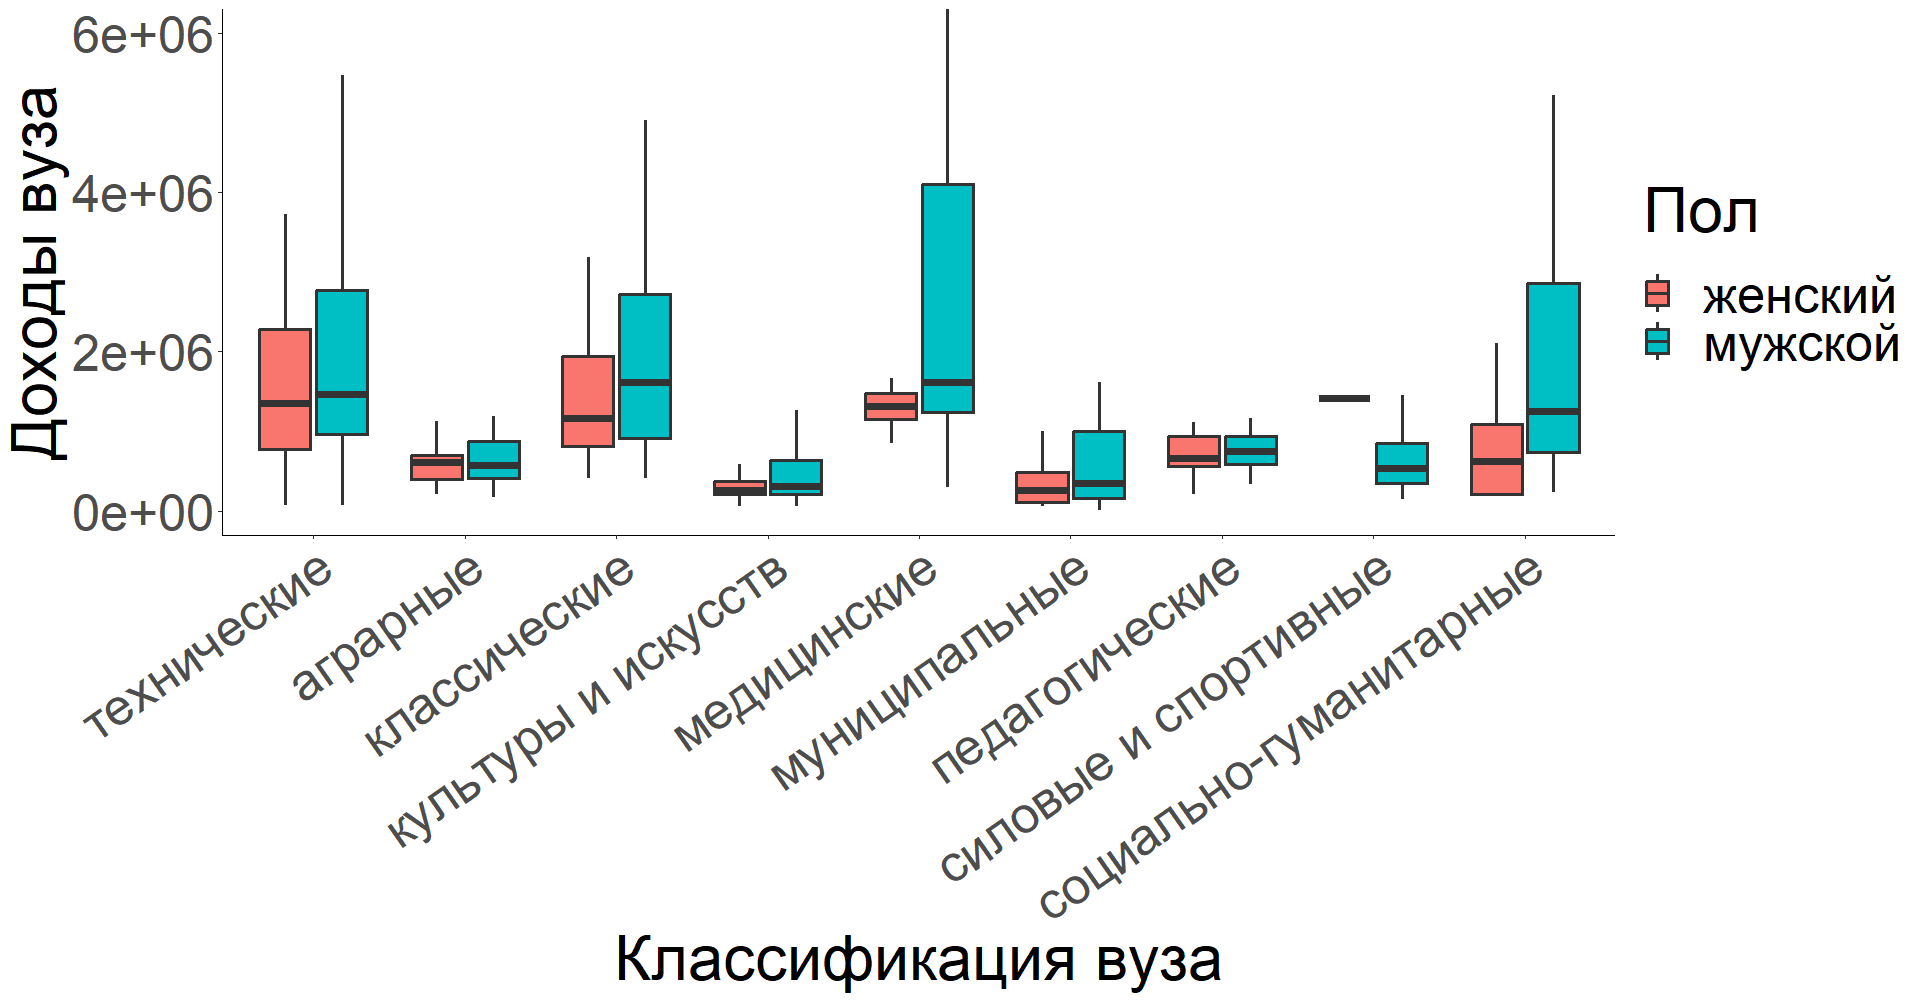 Доходы вуза
6e+06
4e+06
2e+06
0e+00
технические
аграрные
классические
культуры и искусств
медицинские
муниципальные
педагогические
силовые и спортивные
социально-гуманитарные
Классификация вуза
Пол
женский
мужской